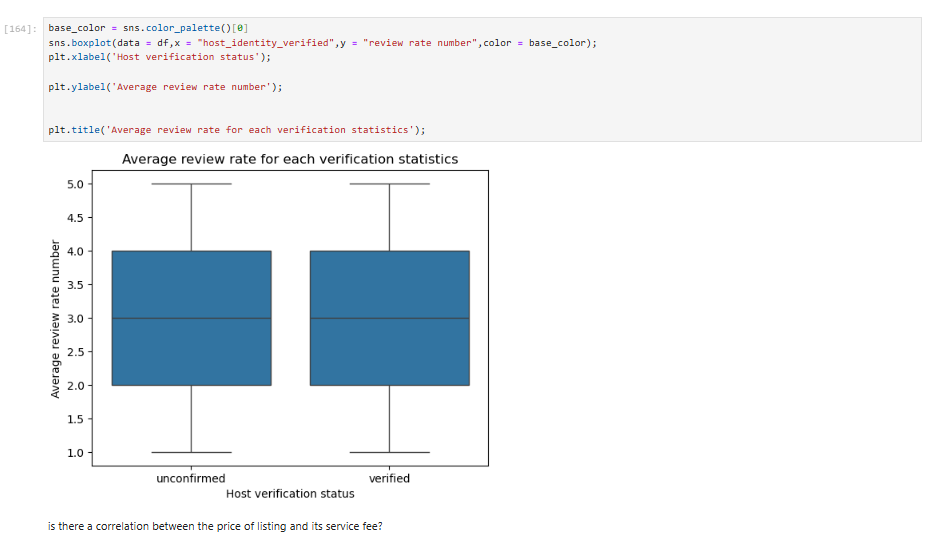 [164]:
base_color = sns.color_palette()[0]
sns.boxplot(data = df,x = "host_identity_verified",y = "review rate number",color = base_color);
plt.xlabel('Host verification status');
plt.ylabel('Average review rate number');
plt.title('Average review rate for each verification statistics');
Average review rate for each verification statistics
5.0
4.5
4.0
3.5
3.0
2.5
2.0
1.5
1.0
Average review rate number
unconfirmed verified
Host verification status
is there a correlation between the price of listing and its service fee?